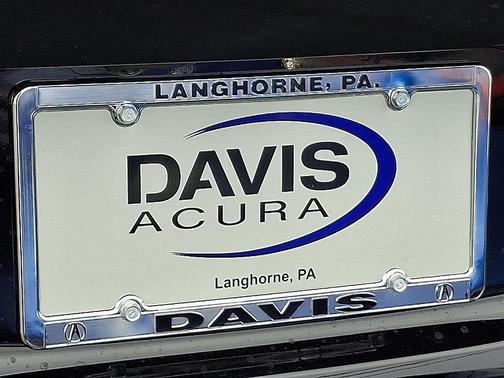 LANGHORNE, PA.
DAVIS
ACURA
Langhorne, PA
DAVIS